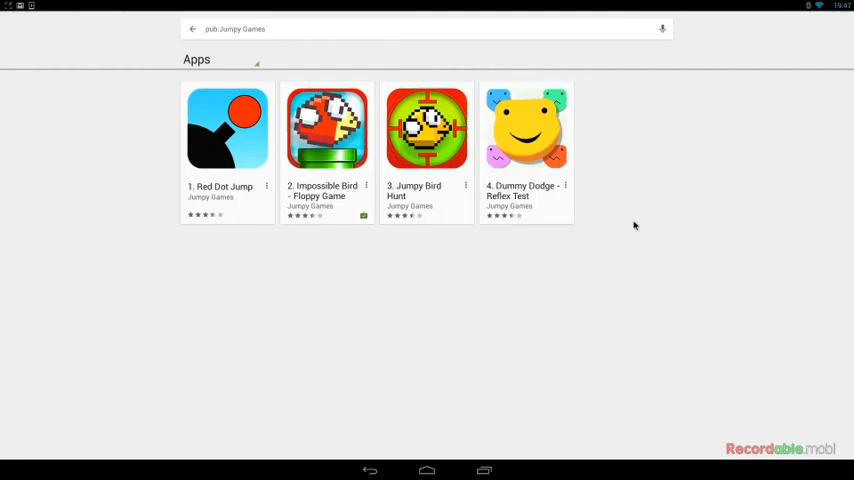 19:47
pub:Jumpy Games
Apps
1. Red Dot Jump
Jumpy Games
2. Impossible Bird
- Floppy Game
Jumpy Games
3. Jumpy Bird
Hunt
Jumpy Games
4. Dummy Dodge -
Reflex Test
Jumpy Games
Recordable.mobi